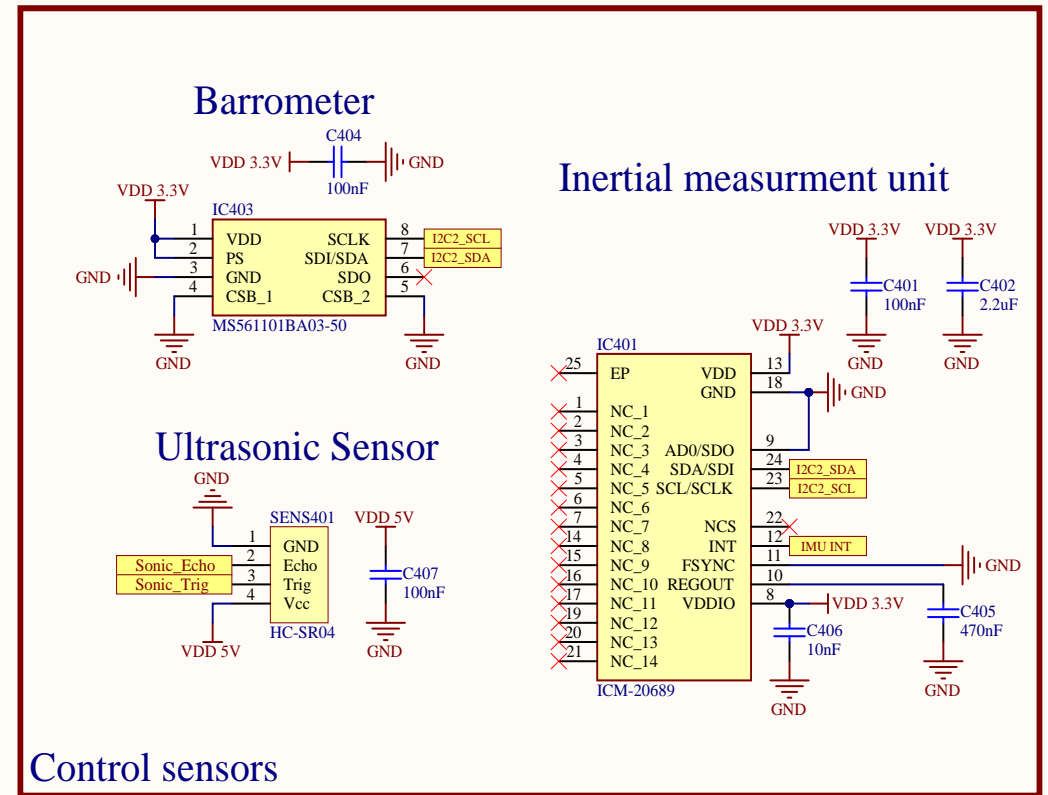 Barrometer
C404
VDD 3.3V
GND
100nF
VDD 3.3V
IC403
1 VDD SCLK 8 I2C2_SCL
2 PS SDI/SDA 7 I2C2_SDA
GND 3 GND SDO 6
4 CSB_1 CSB_2 5
MS561101BA03-50
GND
GND
Inertial measurment unit
VDD 3.3V
VDD 3.3V
C401
100nF
C402
2.2uF
GND
GND
VDD 3.3V
IC401
25 EP VDD 13
GND 18 GND
1 NC_1
2 NC_2
3 NC_3 AD0/SDO 9
4 NC_4 SDA/SDI 24 I2C2_SDA
5 NC_5 SCL/SCLK 23 I2C2_SCL
6 NC_6
7 NC_7 NCS 22
14 NC_8 INT 12 IMU INT
15 NC_9 FSYNC 11 GND
16 NC_10 REGOUT 10
17 NC_11 VDDIO 8 VDD 3.3V
19 NC_12
20 NC_13
21 NC_14
ICM-20689
C405
470nF
C406
10nF
GND
GND
Ultrasonic Sensor
GND
SENS401
1 GND
Sonic_Echo 2 Echo
Sonic_Trig 3 Trig
4 Vcc
HC-SR04
VDD 5V
VDD 5V
C407
100nF
GND
Control sensors